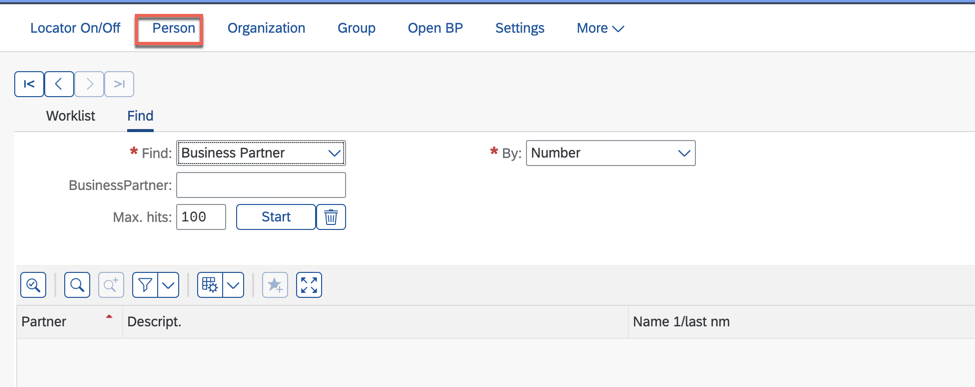 Locator On/Off Person Organization Group Open BP Settings More
Worklist Find
* Find: Business Partner * By: Number
BusinessPartner:
Max. hits: 100 Start
Partner Descript. Name 1/last nm